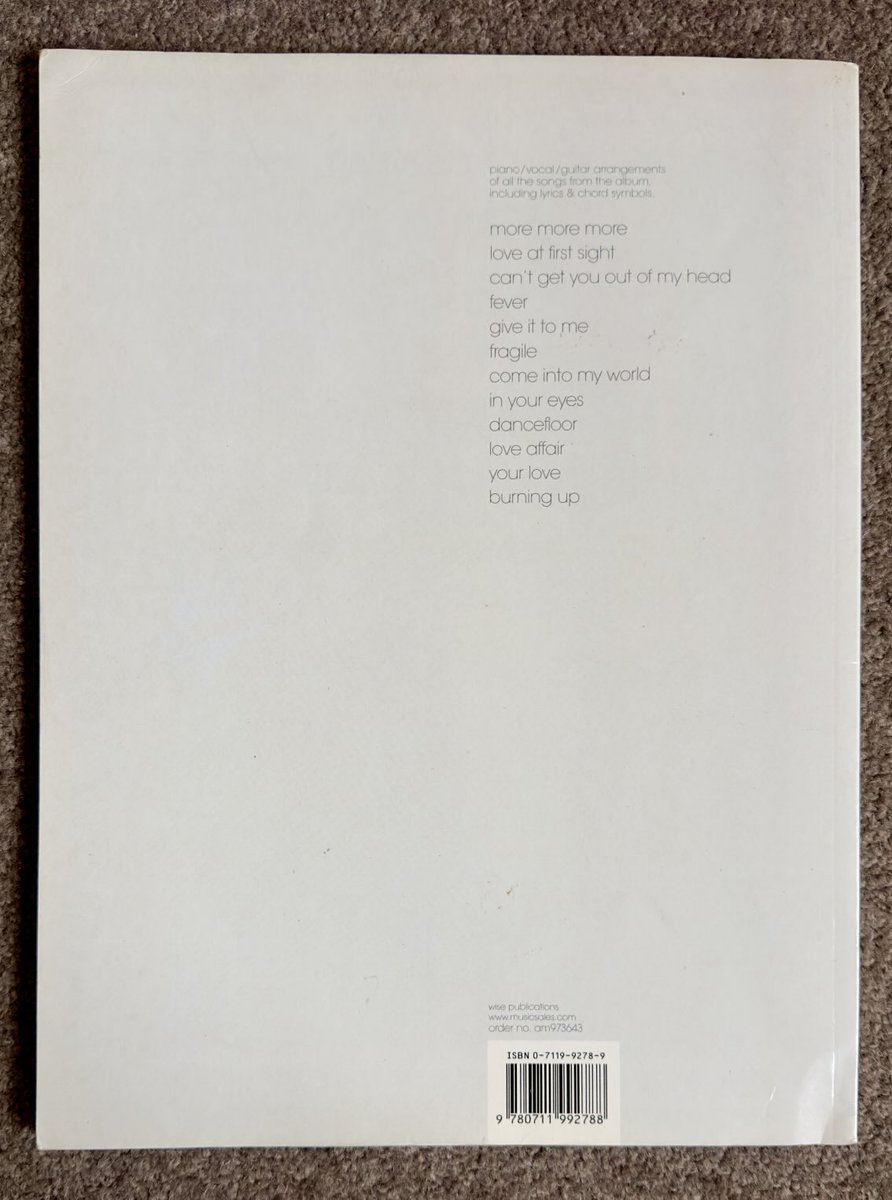 piano/vocal/guitar arrangements
of all the songs from the album,
including lyrics & chord symbols.
more more more
love at first sight
can't get you out of my head
fever
give it to me
fragile
come into my world
in your eyes
dancefloor
love affair
your love
burning up
wise publications
www.musicsales.com
order no. am973643
ISBN 0-7119-9278-9
9 780711 992788